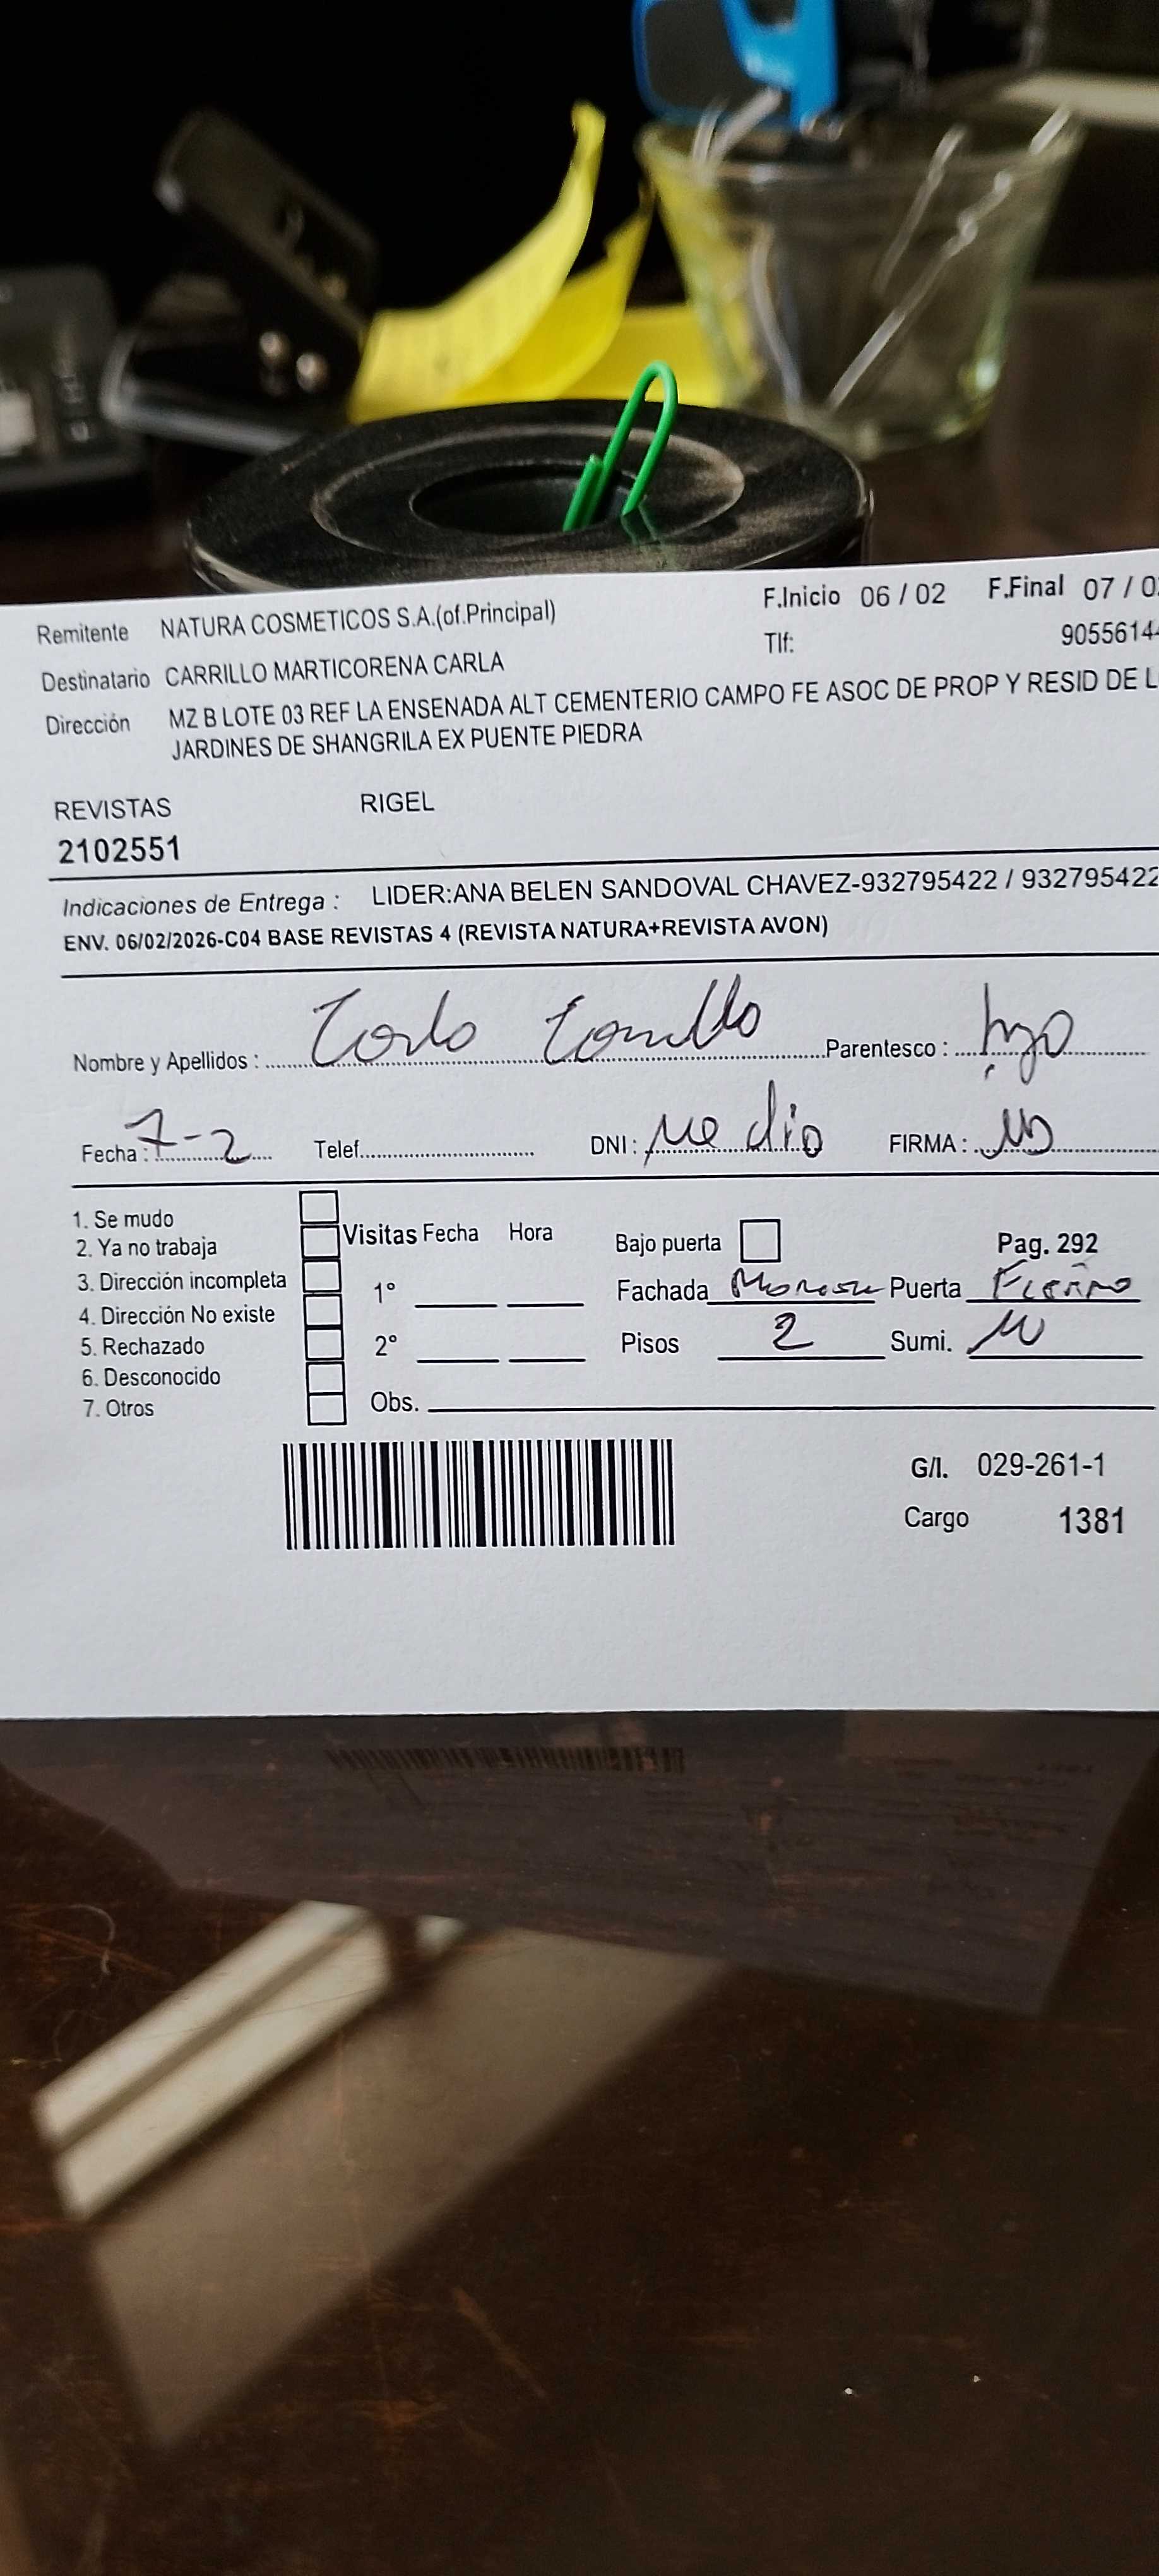 Remitente NATURA COSMETICOS S.A.(of.Principal) F.Inicio 06 / 02 F.Final 07 / 0
Tlf: 9055614
Destinatario CARRILLO MARTICORENA CARLA
Dirección MZ B LOTE 03 REF LA ENSENADA ALT CEMENTERIO CAMPO FE ASOC DE PROP Y RESID DE L
JARDINES DE SHANGRILA EX PUENTE PIEDRA
REVISTAS RIGEL
2102551
Indicaciones de Entrega : LIDER:ANA BELEN SANDOVAL CHAVEZ-932795422 / 932795422
ENV. 06/02/2026-C04 BASE REVISTAS 4 (REVISTA NATURA+REVISTA AVON)
Nombre y Apellidos : Parentesco : hijo
Fecha : 7-2 Telef. DNI : No dio FIRMA :
1. Se mudo
2. Ya no trabaja
3. Dirección incompleta
4. Dirección No existe
5. Rechazado
6. Desconocido
7. Otros
Visitas Fecha Hora
1°
2°
Obs.
Bajo puerta Pag. 292
Fachada Puerta
Pisos 2 Sumi.
G/I. 029-261-1
Cargo 1381